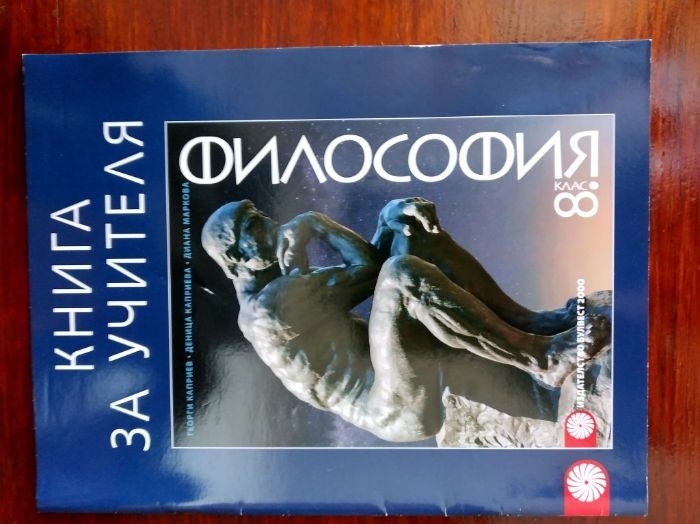 КНИГА
ЗА УЧИТЕЛЯ
ГЕОРГИ КАПРИЕВ • ДЕНИЦА КАПРИЕВА • ДИАНА МАРКОВА
ФИЛОСОФИЯ
КЛАС
8.
ИЗДАТЕЛСТВО БУЛВЕСТ 2000